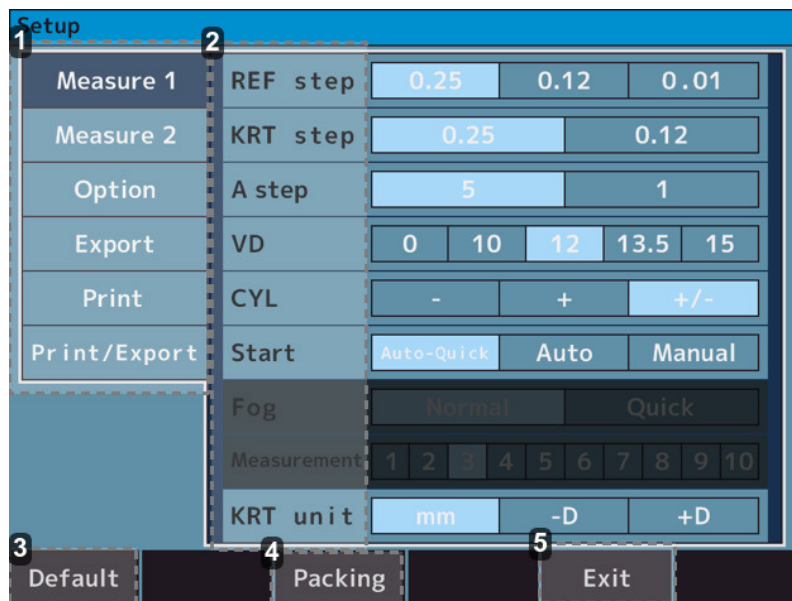 Setup
1
2
Measure 1
Measure 2
Option
Export
Print
Print/Export
REF step 0.25 0.12 0.01
KRT step 0.25 0.12
A step 5 1
VD 0 10 12 13.5 15
CYL - + +/-
Start Auto-Quick Auto Manual
Fog Normal Quick
Measurement 1 2 3 4 5 6 7 8 9 10
KRT unit mm -D +D
3
4
5
Default Packing Exit